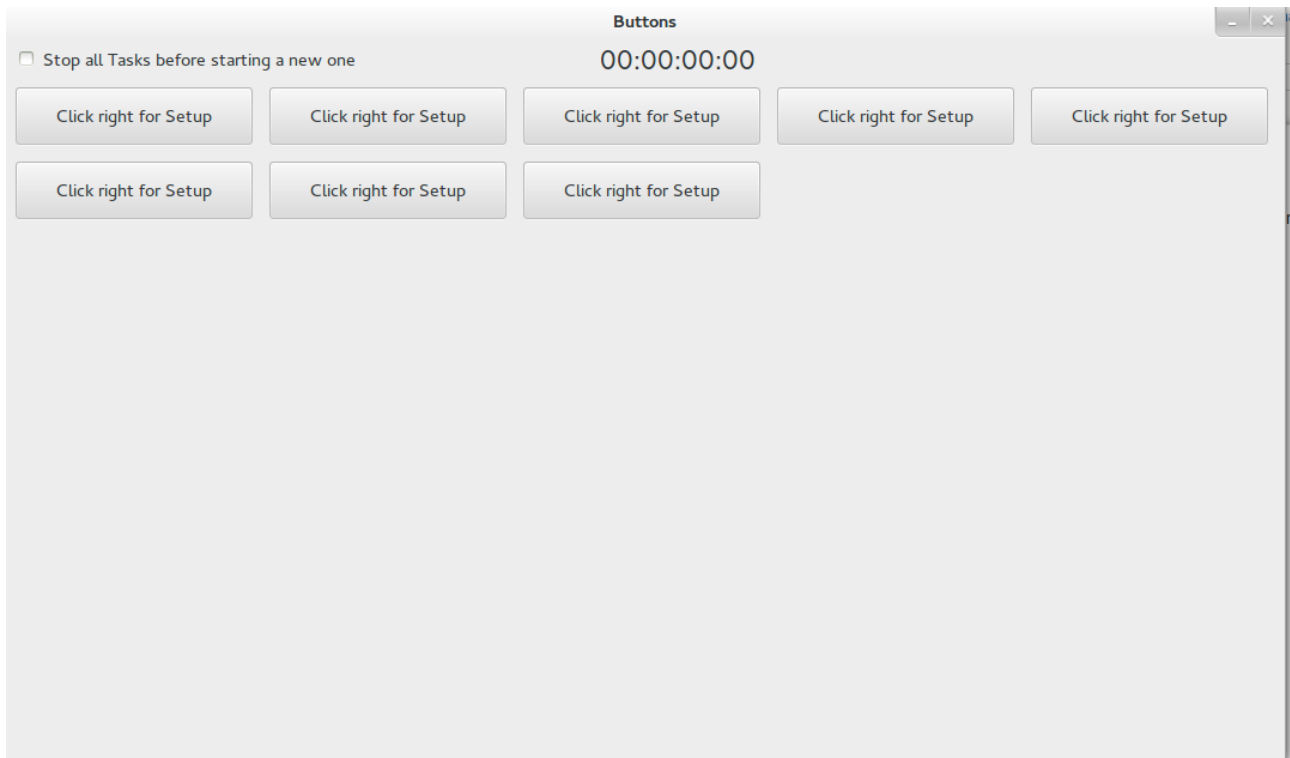 Buttons
Stop all Tasks before starting a new one 00:00:00:00
Click right for Setup Click right for Setup Click right for Setup Click right for Setup Click right for Setup
Click right for Setup Click right for Setup Click right for Setup